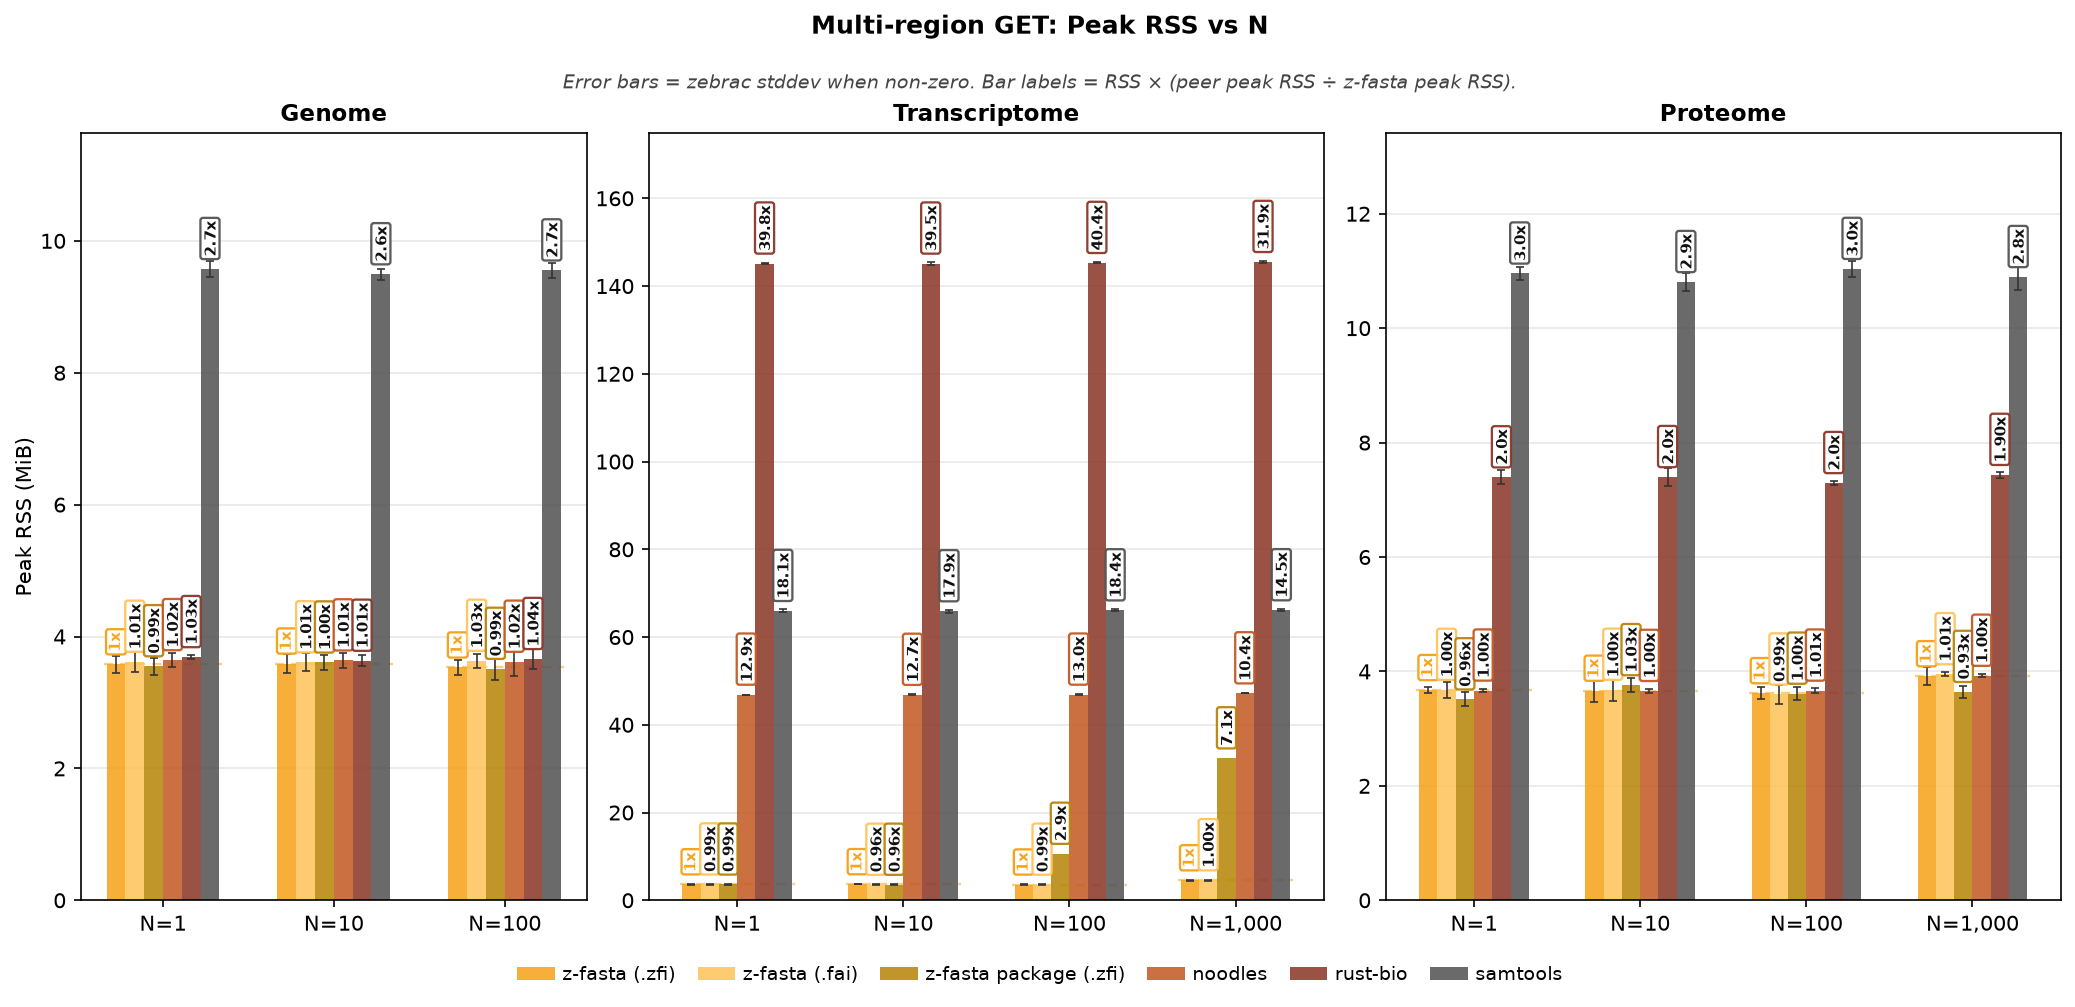 Multi-region GET: Peak RSS vs N
Error bars = zebrac stddev when non-zero. Bar labels = RSS × (peer peak RSS ÷ z-fasta peak RSS).
Genome
Peak RSS (MiB)
10
8
6
4
2
0
1x 1.01x 0.99x 1.02x 1.03x 2.7x
1x 1.01x 1.00x 1.01x 1.01x 2.6x
1x 1.03x 0.99x 1.02x 1.04x 2.7x
N=1 N=10 N=100
Transcriptome
160
140
120
100
80
60
40
20
0
1x 0.99x 0.99x 12.9x 39.8x 18.1x
1x 0.96x 0.96x 12.7x 39.5x 17.9x
1x 0.99x 2.9x 13.0x 40.4x 18.4x
1x 1.00x 7.1x 10.4x 31.9x 14.5x
N=1 N=10 N=100 N=1,000
Proteome
12
10
8
6
4
2
0
1x 1.00x 0.96x 1.00x 2.0x 3.0x
1x 1.00x 1.03x 1.00x 2.0x 2.9x
1x 0.99x 1.00x 1.01x 2.0x 3.0x
1x 1.01x 0.93x 1.00x 1.90x 2.8x
N=1 N=10 N=100 N=1,000
z-fasta (.zfi) z-fasta (.fai) z-fasta package (.zfi) noodles rust-bio samtools